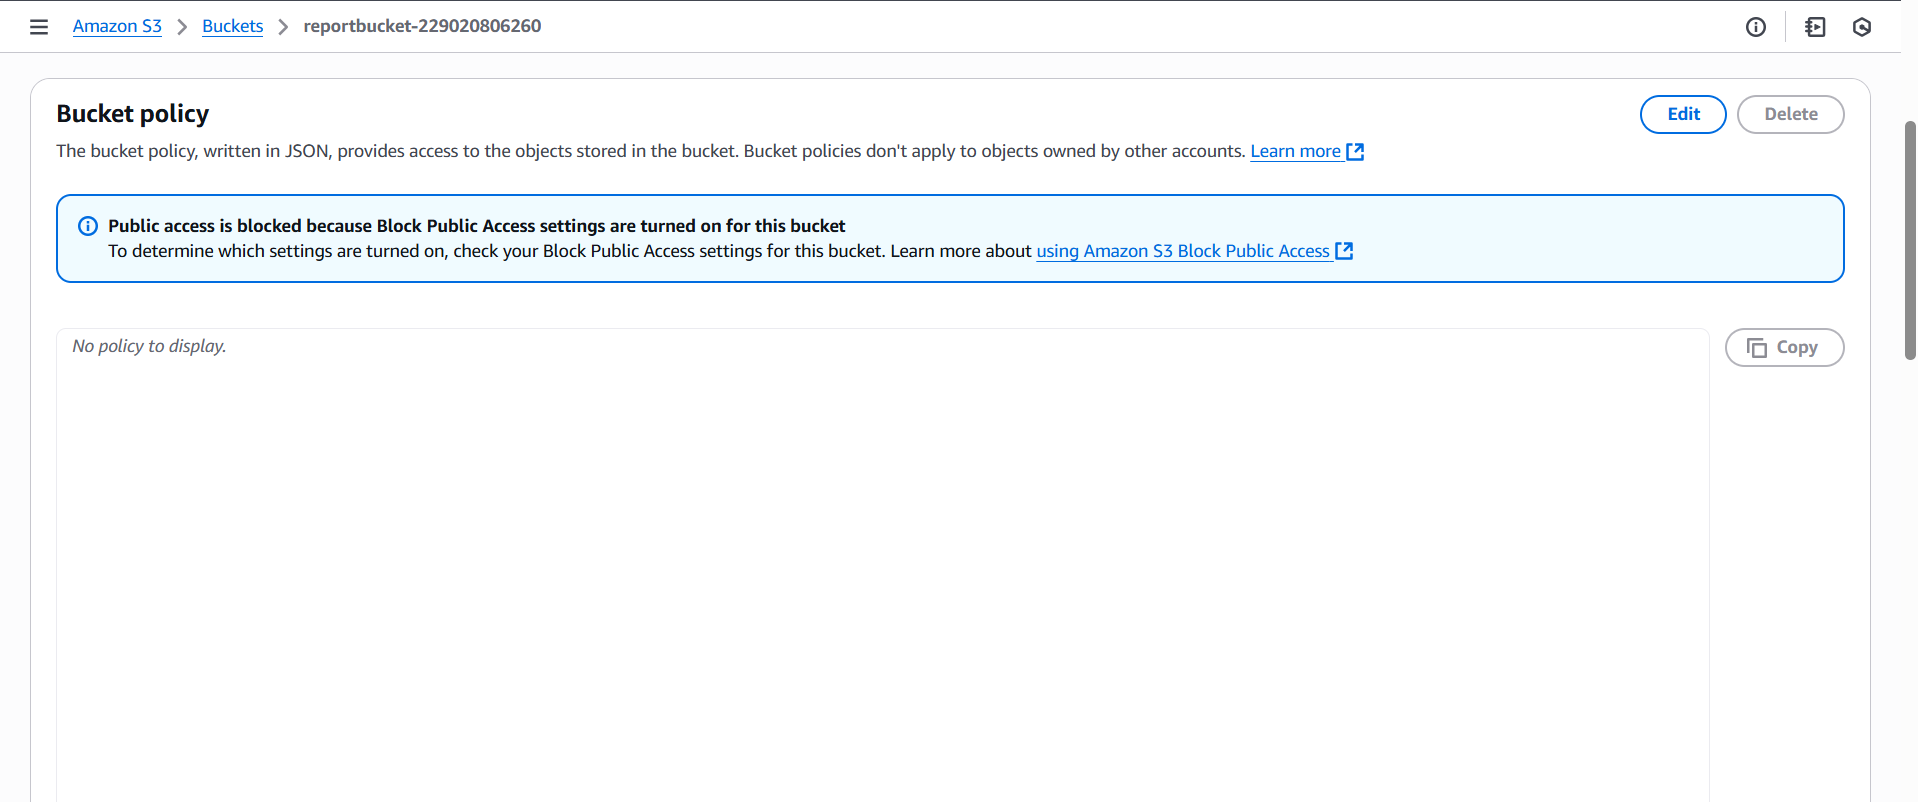 Amazon S3 > Buckets > reportbucket-229020806260
Bucket policy
Edit
Delete
The bucket policy, written in JSON, provides access to the objects stored in the bucket. Bucket policies don't apply to objects owned by other accounts. Learn more
Public access is blocked because Block Public Access settings are turned on for this bucket
To determine which settings are turned on, check your Block Public Access settings for this bucket. Learn more about using Amazon S3 Block Public Access
No policy to display.
Copy